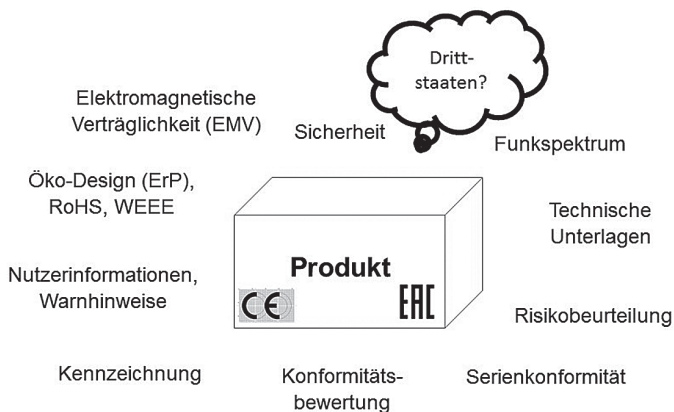 Dritt-
staaten?
Elektromagnetische
Verträglichkeit (EMV)
Sicherheit
Funkspektrum
Öko-Design (ErP),
RoHS, WEEE
Technische
Unterlagen
Produkt
Nutzerinformationen,
Warnhinweise
CE
EAC
Risikobeurteilung
Kennzeichnung
Konformitäts-
bewertung
Serienkonformität